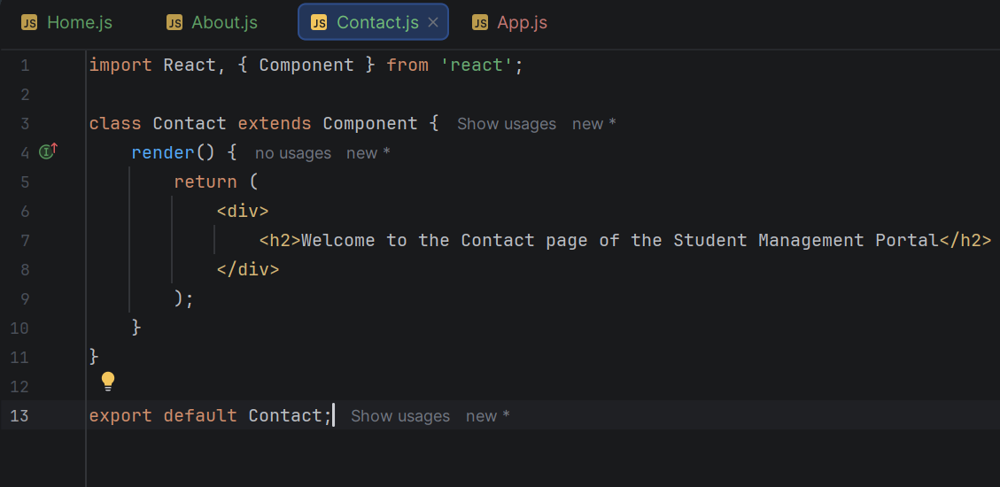 JS Home.js JS About.js JS Contact.js × JS App.js
1 import React, { Component } from 'react';
2
3 class Contact extends Component { Show usages new *
4 render() { no usages new *
5 return (
6 <div>
7 <h2>Welcome to the Contact page of the Student Management Portal</h2>
8 </div>
9 );
10 }
11 }
12
13 export default Contact; Show usages new *